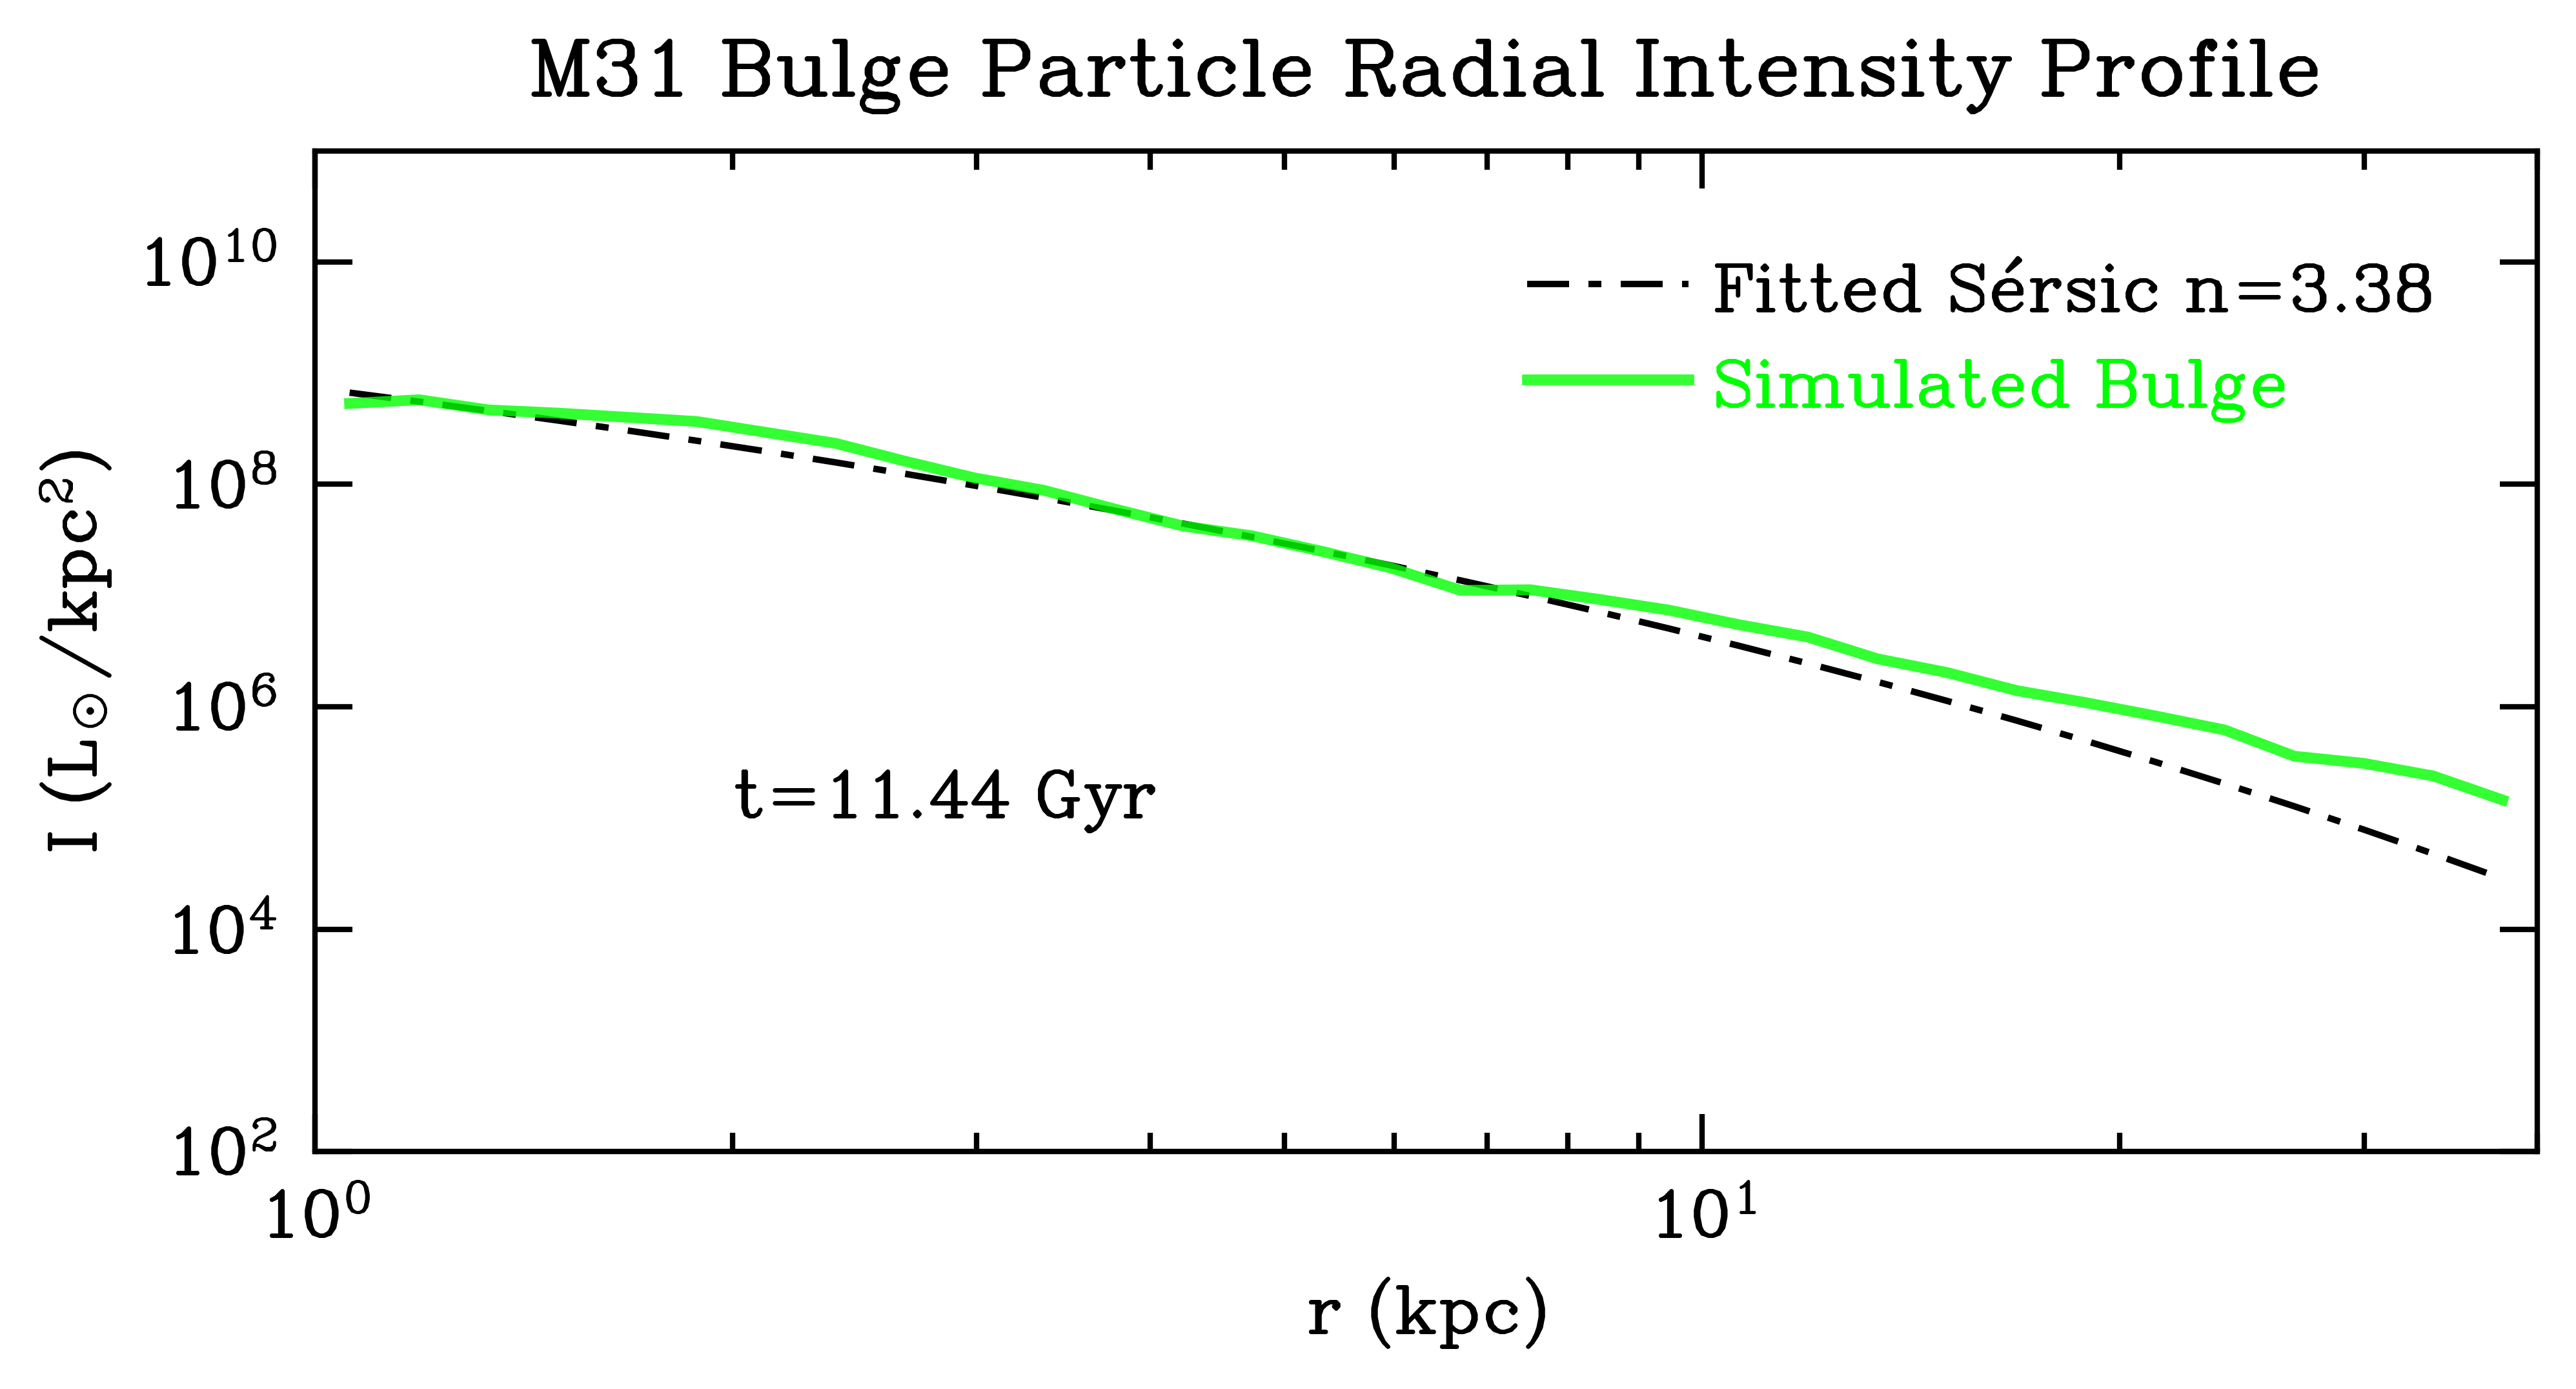 M31 Bulge Particle Radial Intensity Profile
10¹⁰
10⁸
10⁶
10⁴
10²
I (L⊙/kpc²)
Fitted Sérsic n=3.38
Simulated Bulge
t=11.44 Gyr
10⁰ 10¹
r (kpc)